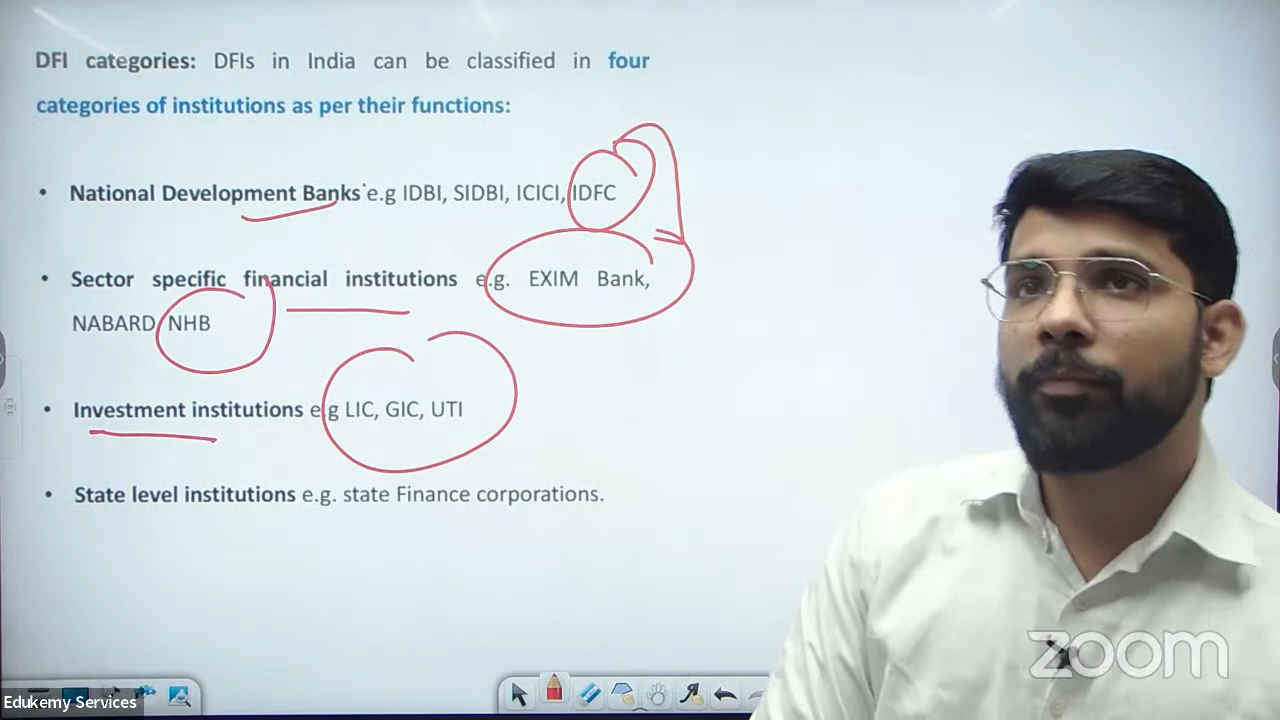 DFI categories: DFIs in India can be classified in four
categories of institutions as per their functions:
• National Development Banks e.g IDBI, SIDBI, ICICI, IDFC
• Sector specific financial institutions e.g. EXIM Bank,
NABARD, NHB
• Investment institutions e.g LIC, GIC, UTI
• State level institutions e.g. state Finance corporations.
zoom
Edukemy Services